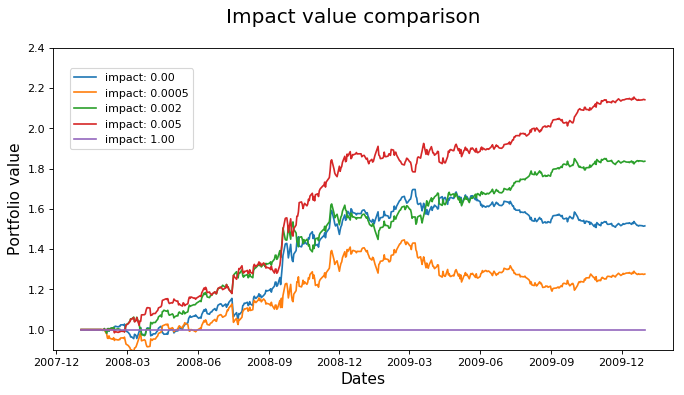 Impact value comparison
2.4
2.2
2.0
1.8
1.6
1.4
1.2
1.0
Portfolio value
impact: 0.00
impact: 0.0005
impact: 0.002
impact: 0.005
impact: 1.00
2007-12 2008-03 2008-06 2008-09 2008-12 2009-03 2009-06 2009-09 2009-12
Dates